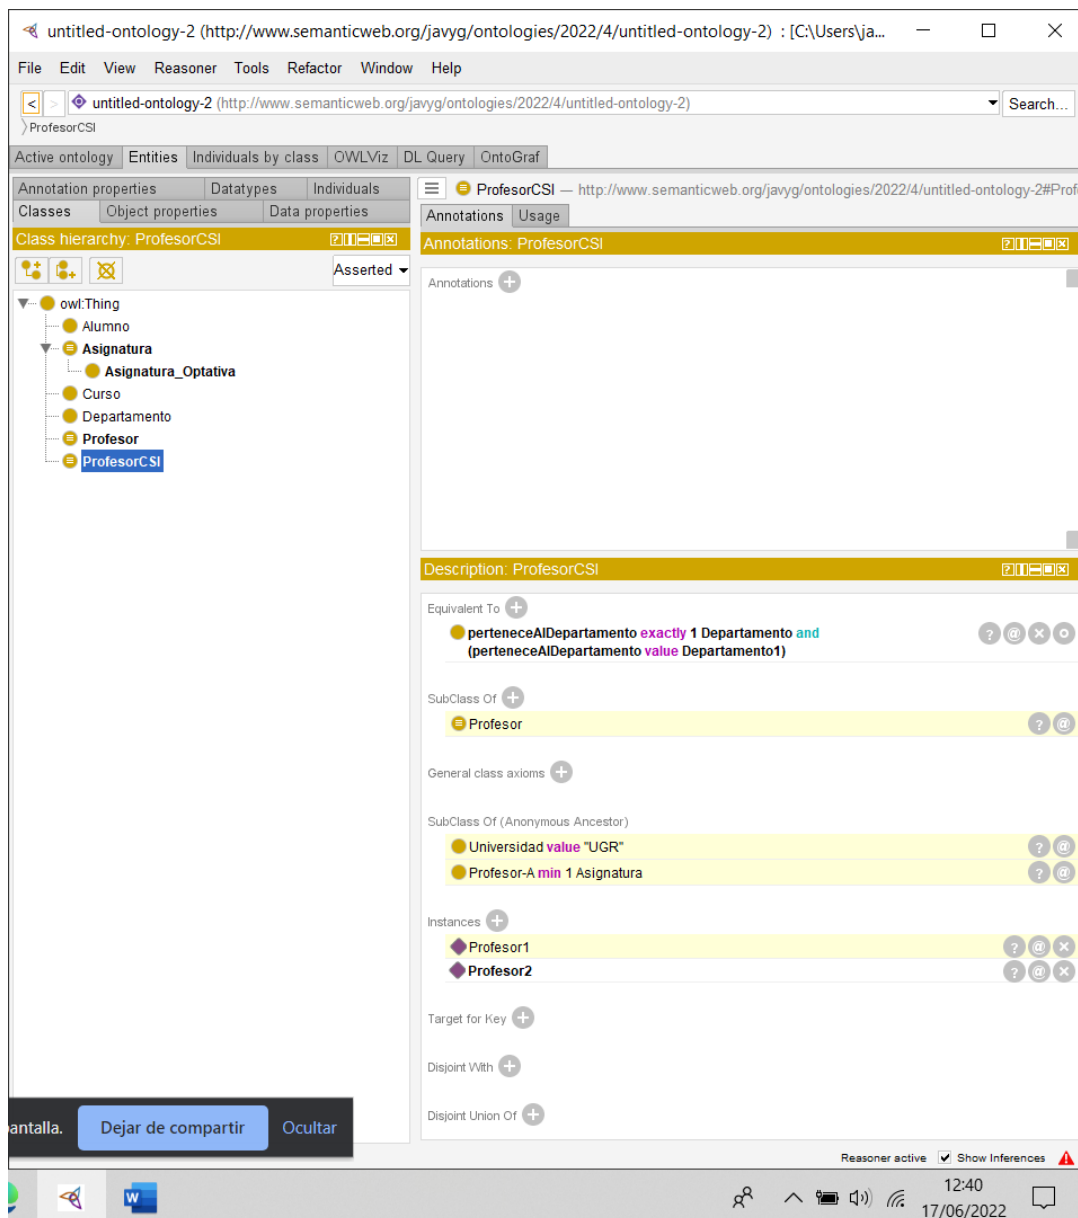 untitled-ontology-2 (http://www.semanticweb.org/javyg/ontologies/2022/4/untitled-ontology-2) : [C:\Users\ja...
File Edit View Reasoner Tools Refactor Window Help
< > untitled-ontology-2 (http://www.semanticweb.org/javyg/ontologies/2022/4/untitled-ontology-2) Search...
ProfesorCSI
Active ontology Entities Individuals by class OWLViz DL Query OntoGraf
Annotation properties Datatypes Individuals
Classes Object properties Data properties
Class hierarchy: ProfesorCSI
Asserted
owl:Thing
Alumno
Asignatura
Asignatura_Optativa
Curso
Departamento
Profesor
ProfesorCSI
ProfesorCSI — http://www.semanticweb.org/javyg/ontologies/2022/4/untitled-ontology-2#Prof
Annotations Usage
Annotations: ProfesorCSI
Annotations
Description: ProfesorCSI
Equivalent To
perteneceAlDepartamento exactly 1 Departamento and
(perteneceAlDepartamento value Departamento1)
SubClass Of
Profesor
General class axioms
SubClass Of (Anonymous Ancestor)
Universidad value "UGR"
Profesor-A min 1 Asignatura
Instances
Profesor1
Profesor2
Target for Key
Disjoint With
Disjoint Union Of
antalla. Dejar de compartir Ocultar
Reasoner active Show Inferences
12:40
17/06/2022